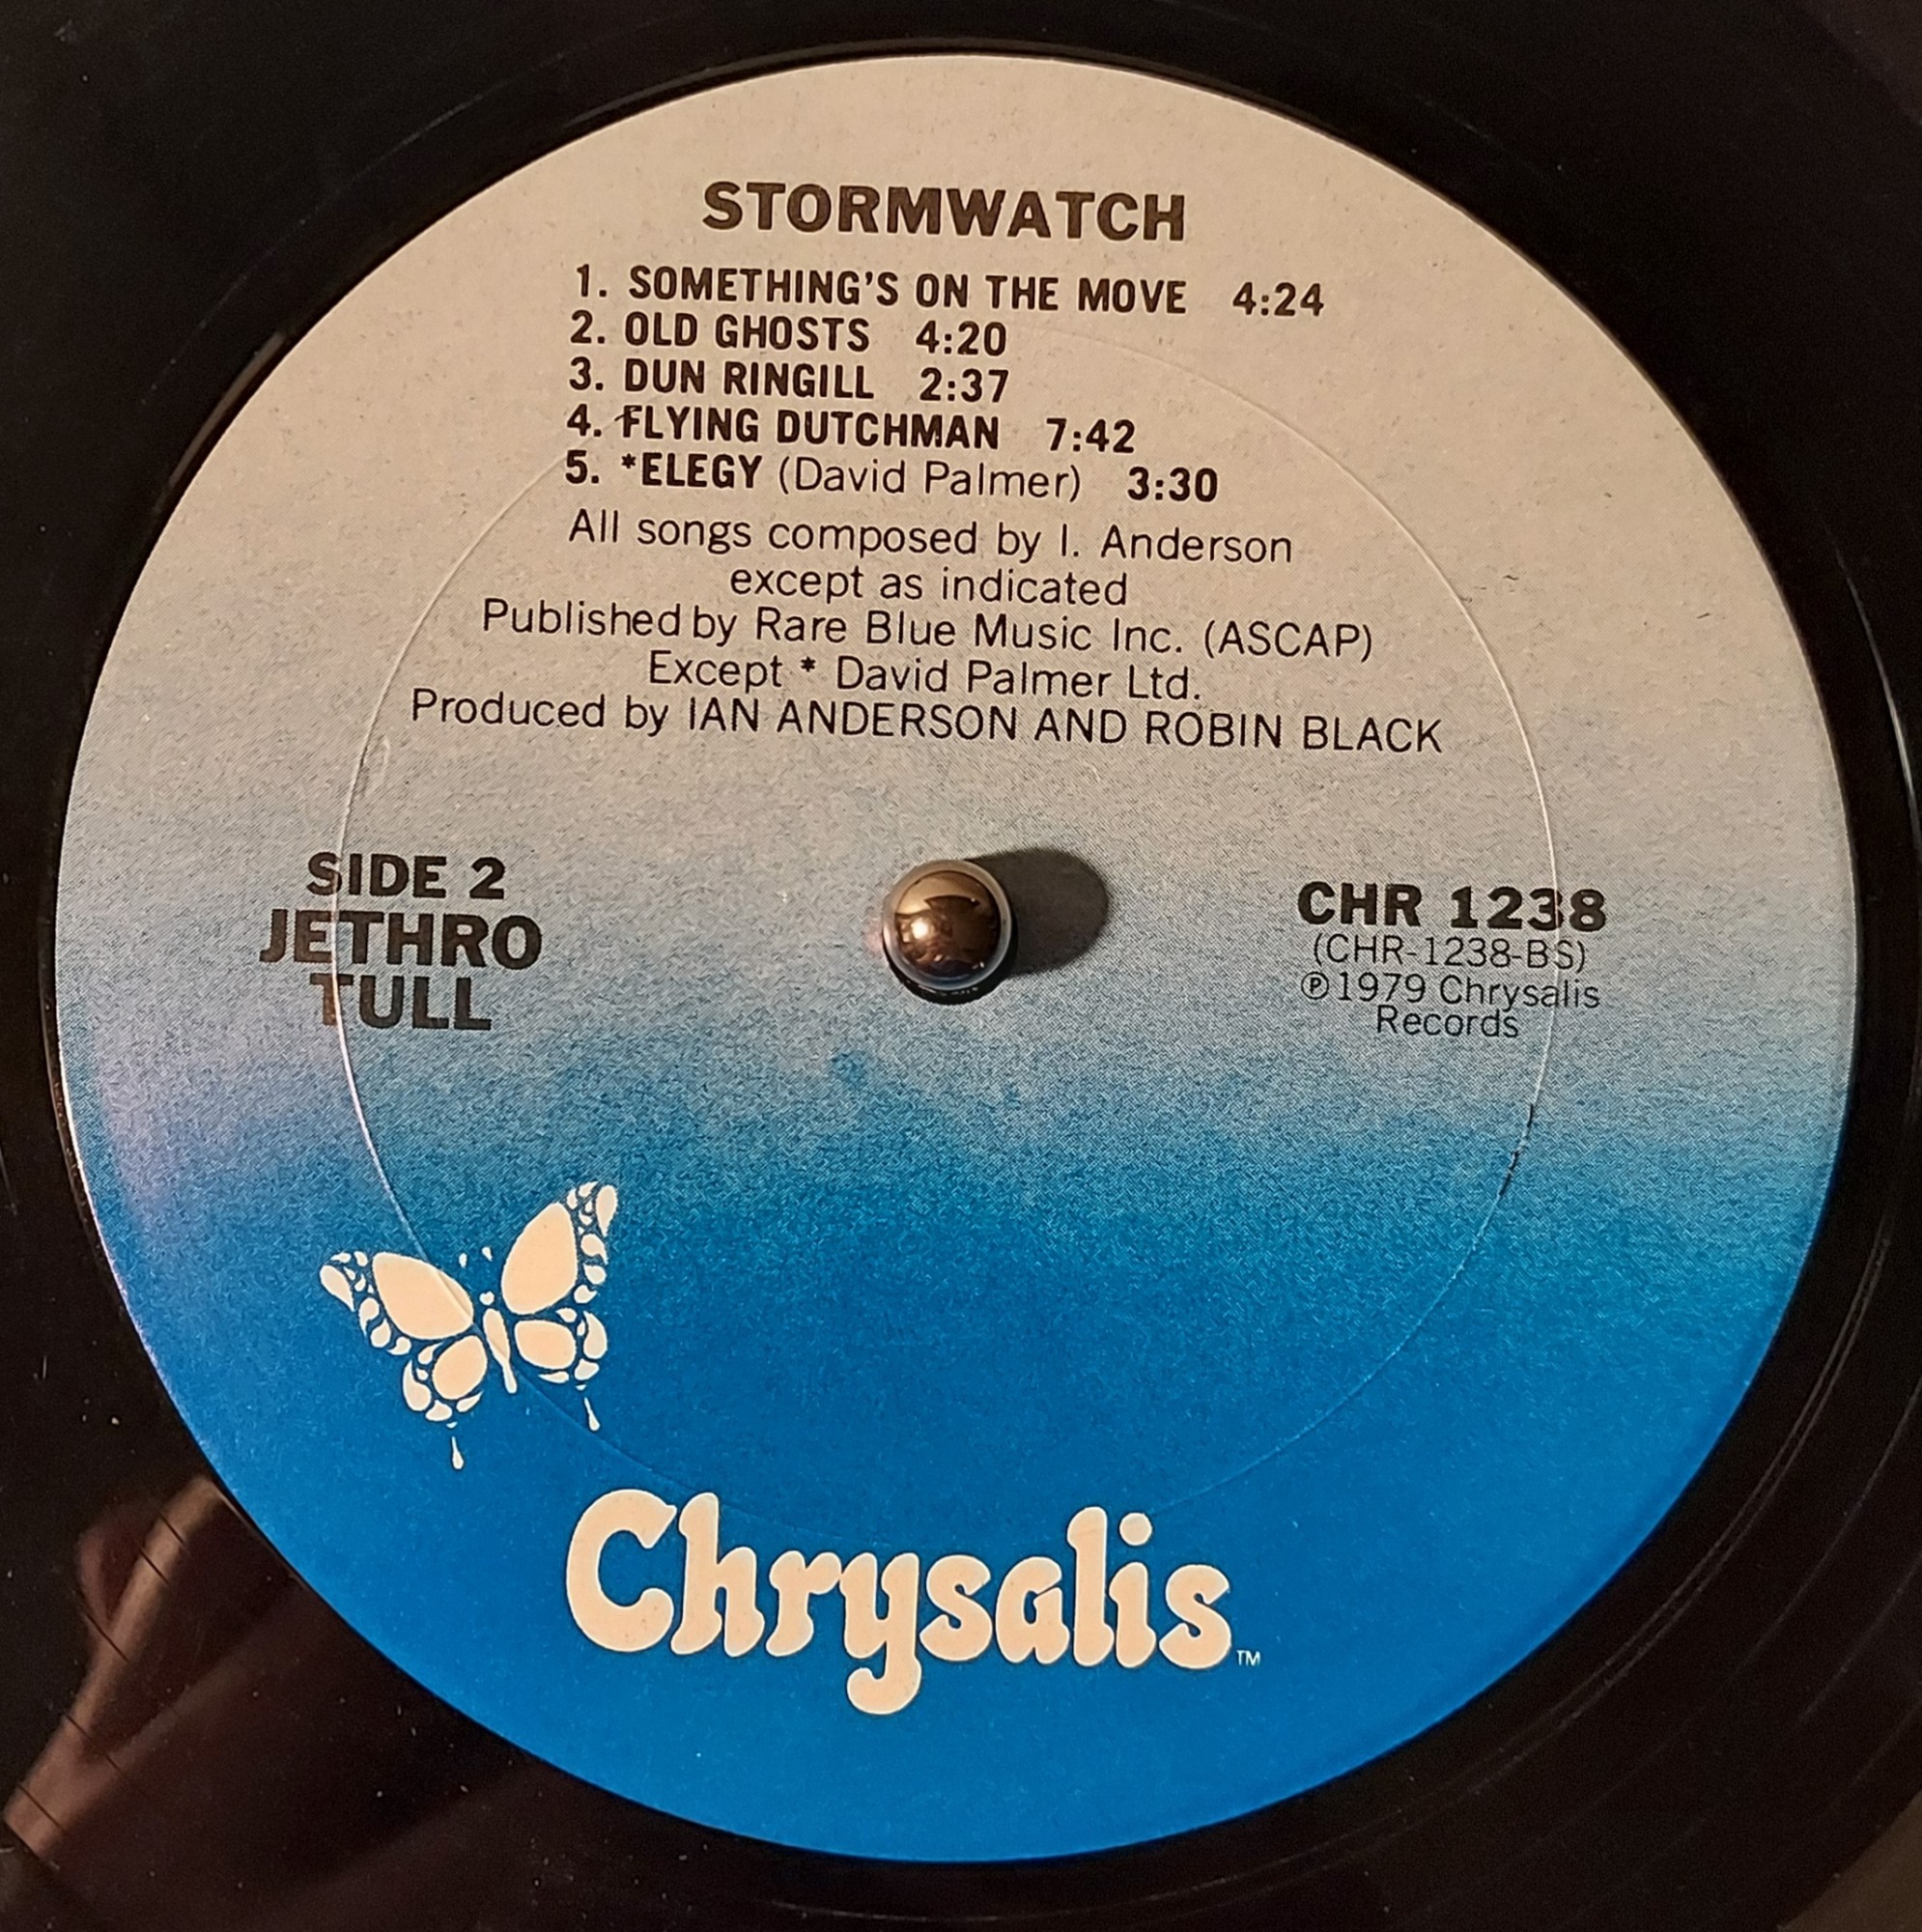 STORMWATCH
1. SOMETHING'S ON THE MOVE 4:24
2. OLD GHOSTS 4:20
3. DUN RINGILL 2:37
4. FLYING DUTCHMAN 7:42
5. *ELEGY (David Palmer) 3:30
All songs composed by I. Anderson
except as indicated
Published by Rare Blue Music Inc. (ASCAP)
Except * David Palmer Ltd.
Produced by IAN ANDERSON AND ROBIN BLACK
SIDE 2
JETHRO
TULL
CHR 1238
(CHR-1238-BS)
℗1979 Chrysalis
Records
Chrysalis™